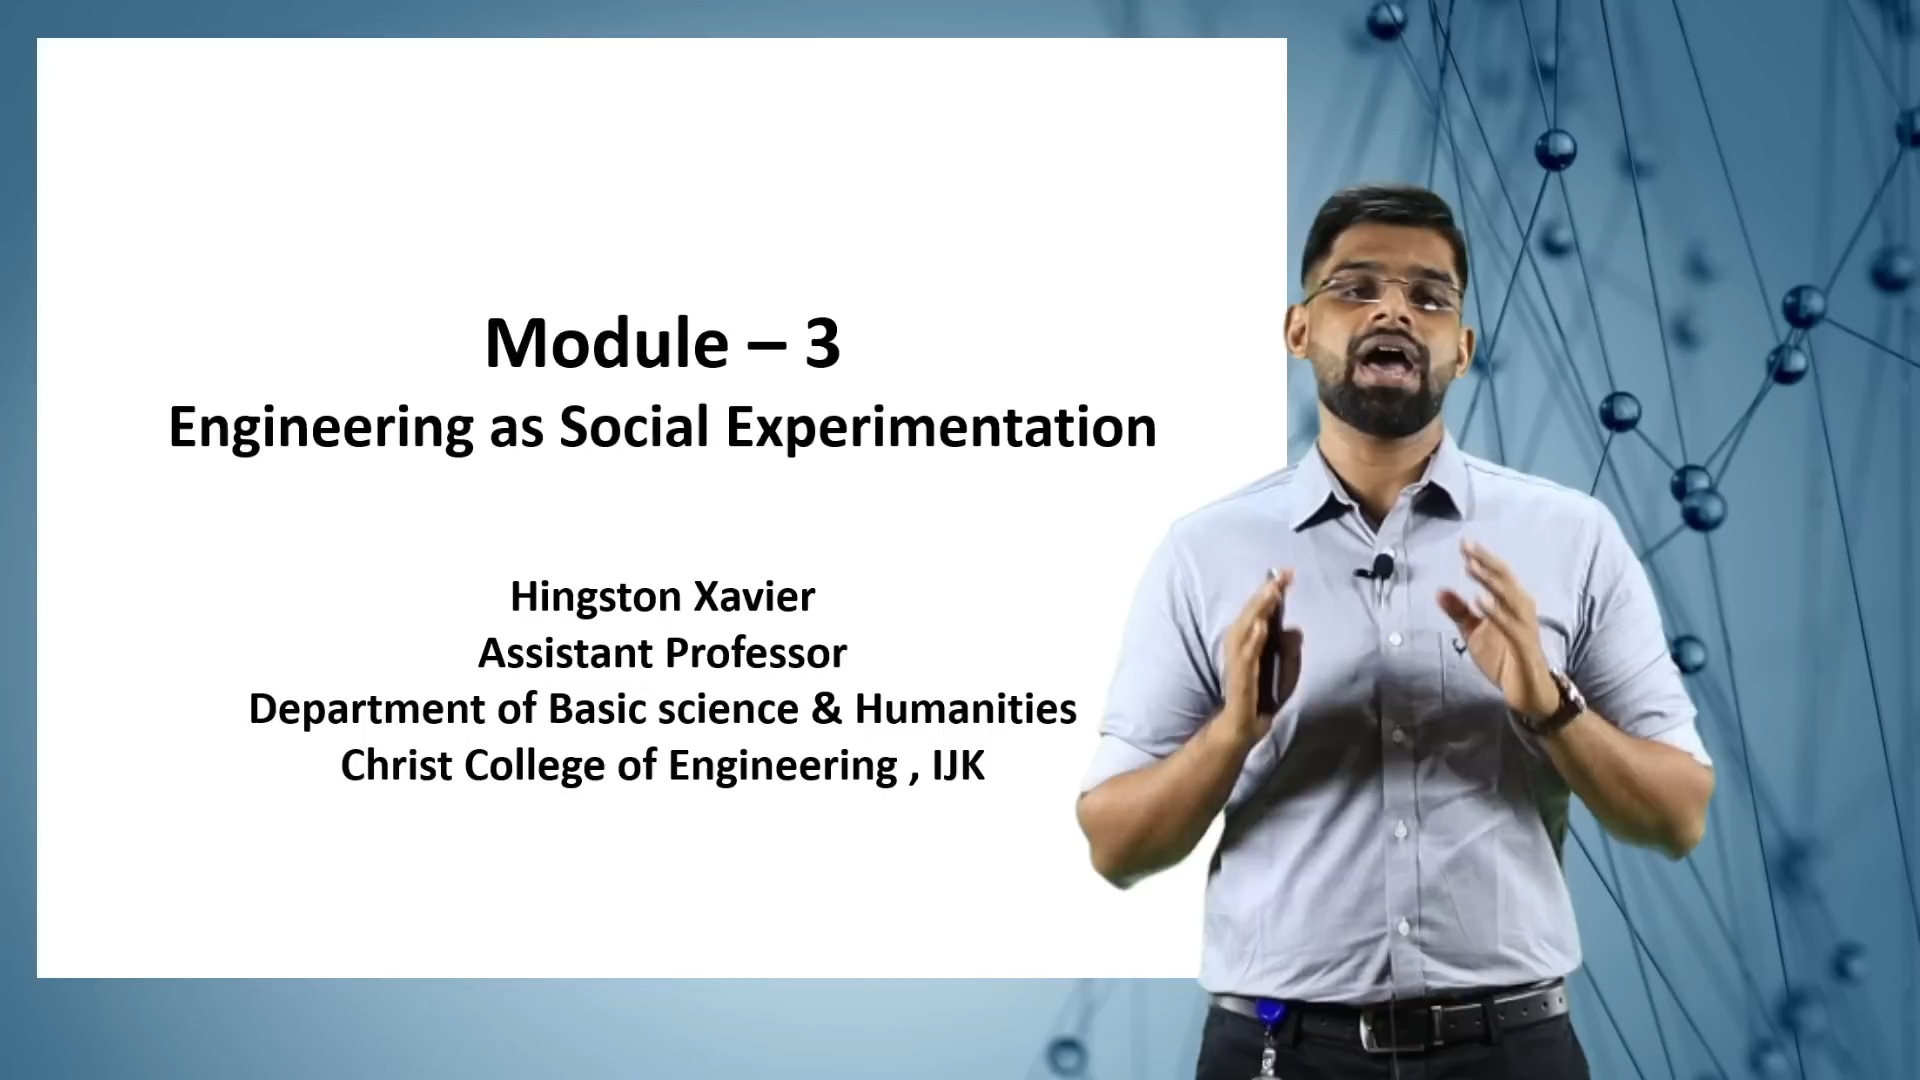 Module – 3
Engineering as Social Experimentation
Hingston Xavier
Assistant Professor
Department of Basic science & Humanities
Christ College of Engineering , IJK